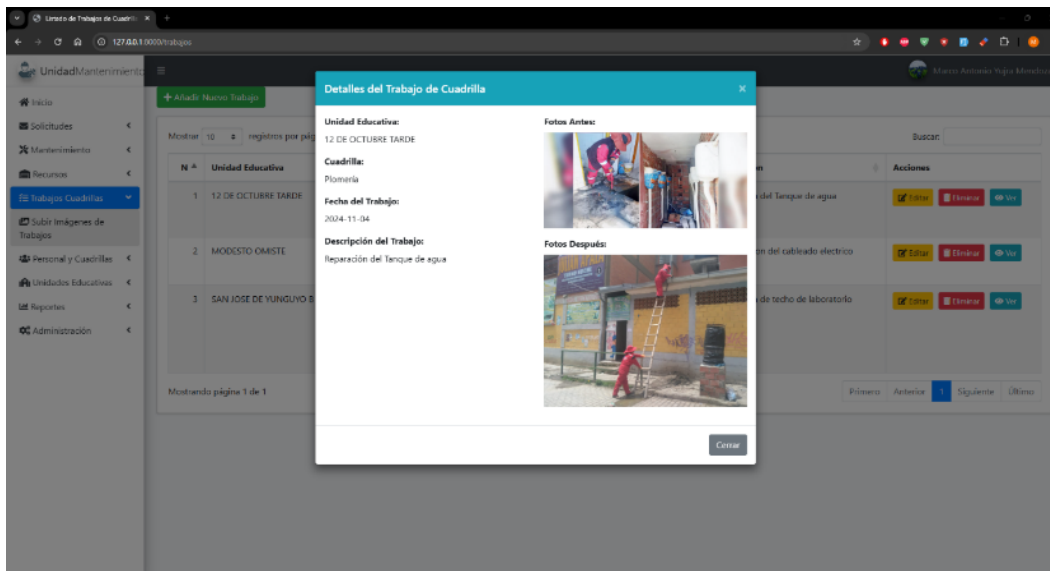 Listado de Trabajos de Cuadril
127.0.0.1:8000/trabajos
UnidadMantenimiento
Marco Antonio Yujra Mendoza
Inicio
Solicitudes
Mantenimiento
Recursos
Trabajos Cuadrillas
Subir Imágenes de
Trabajos
Personal y Cuadrilles
Unidades Educativas
Reportes
Administración
+ Añadir Nuevo Trabajo
Mostrar 10 registros por pág
Buscar:
N Unidad Educativa
Acciones
1 12 DE OCTUBRE TARDE
del Tanque de agua
Editar Eliminar Ver
2 MODESTO OMISTE
on del cableado electrico
Editar Eliminar Ver
3 SAN JOSE DE YUNGUYO B
de techo de laboratorio
Editar Eliminar Ver
Mostrando página 1 de 1
Primero Anterior 1 Siguiente Último
Detalles del Trabajo de Cuadrilla ×
Unidad Educativa:
12 DE OCTUBRE TARDE
Cuadrilla:
Plomería
Fecha del Trabajo:
2024-11-04
Descripción del Trabajo:
Reparación del Tanque de agua
Fotos Antes:
Fotos Después:
Cerrar